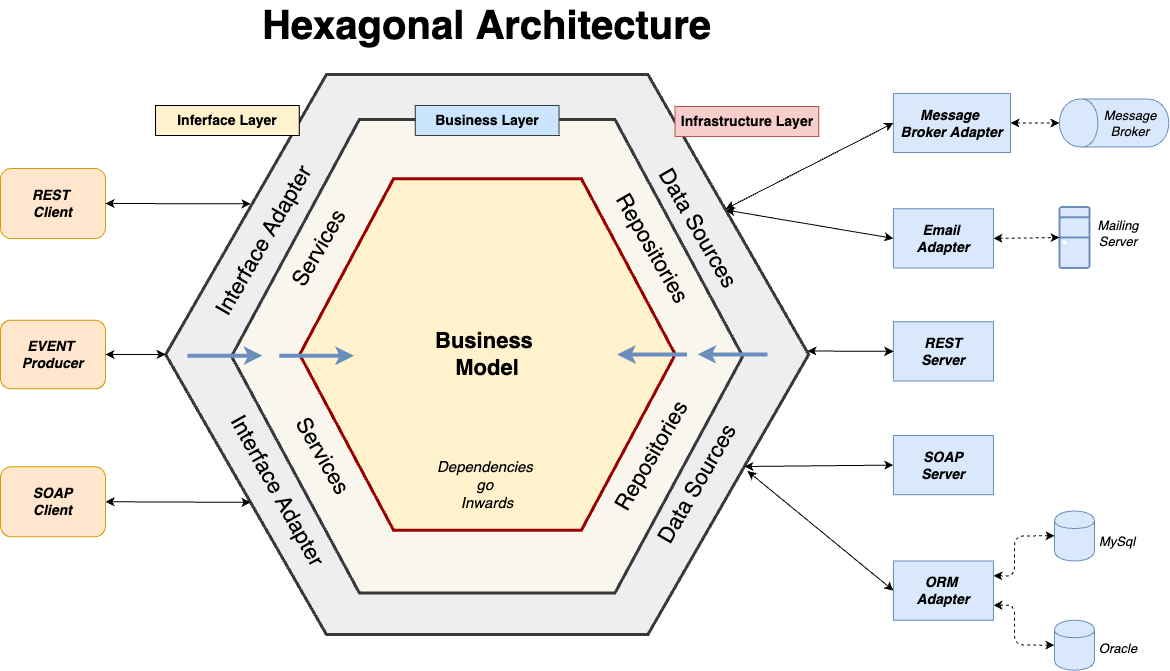 Hexagonal Architecture
Inferface Layer
Business Layer
Infrastructure Layer
Message
Broker Adapter
Message
Broker
REST
Client
Interface Adapter
Services
Repositories
Data Sources
Email
Adapter
Mailing
Server
EVENT
Producer
Business
Model
REST
Server
SOAP
Client
Interface Adapter
Services
Dependencies
go
Inwards
Repositories
Data Sources
SOAP
Server
ORM
Adapter
MySql
Oracle